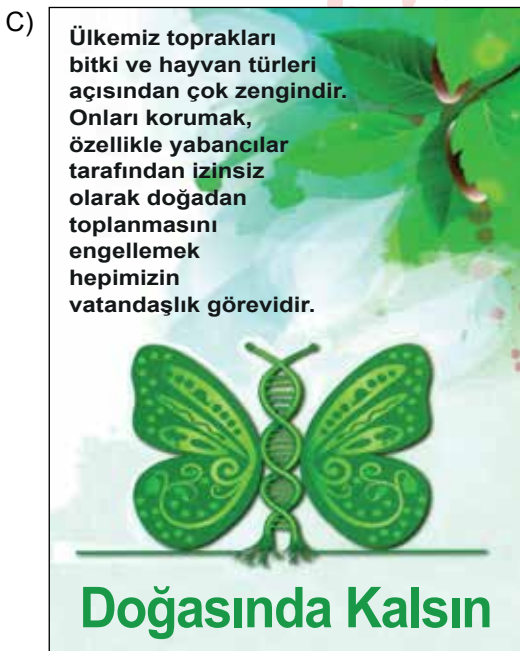 C)
Ülkemiz toprakları
bitki ve hayvan türleri
açısından çok zengindir.
Onları korumak,
özellikle yabancılar
tarafından izinsiz
olarak doğadan
toplanmasını
engellemek
hepimizin
vatandaşlık görevidir.
Doğasında Kalsın